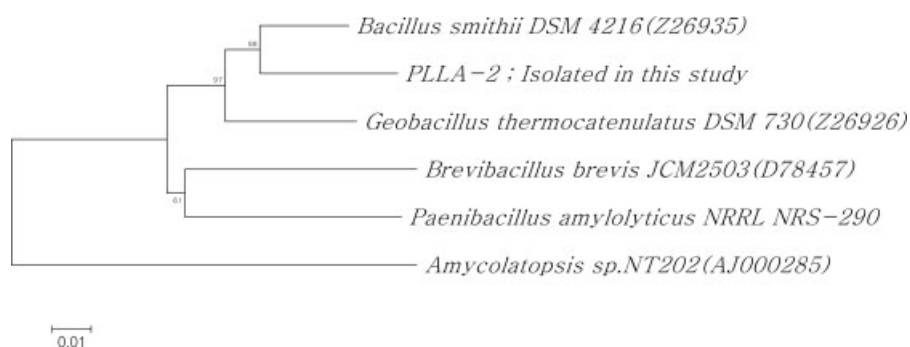 Bacillus smithii DSM 4216(Z26935)
98
PLLA-2 ; Isolated in this study
97
Geobacillus thermocatenulatus DSM 730(Z26926)
Brevibacillus brevis JCM2503(D78457)
61
Paenibacillus amylolyticus NRRL NRS-290
Amycolatopsis sp.NT202(AJ000285)
0.01